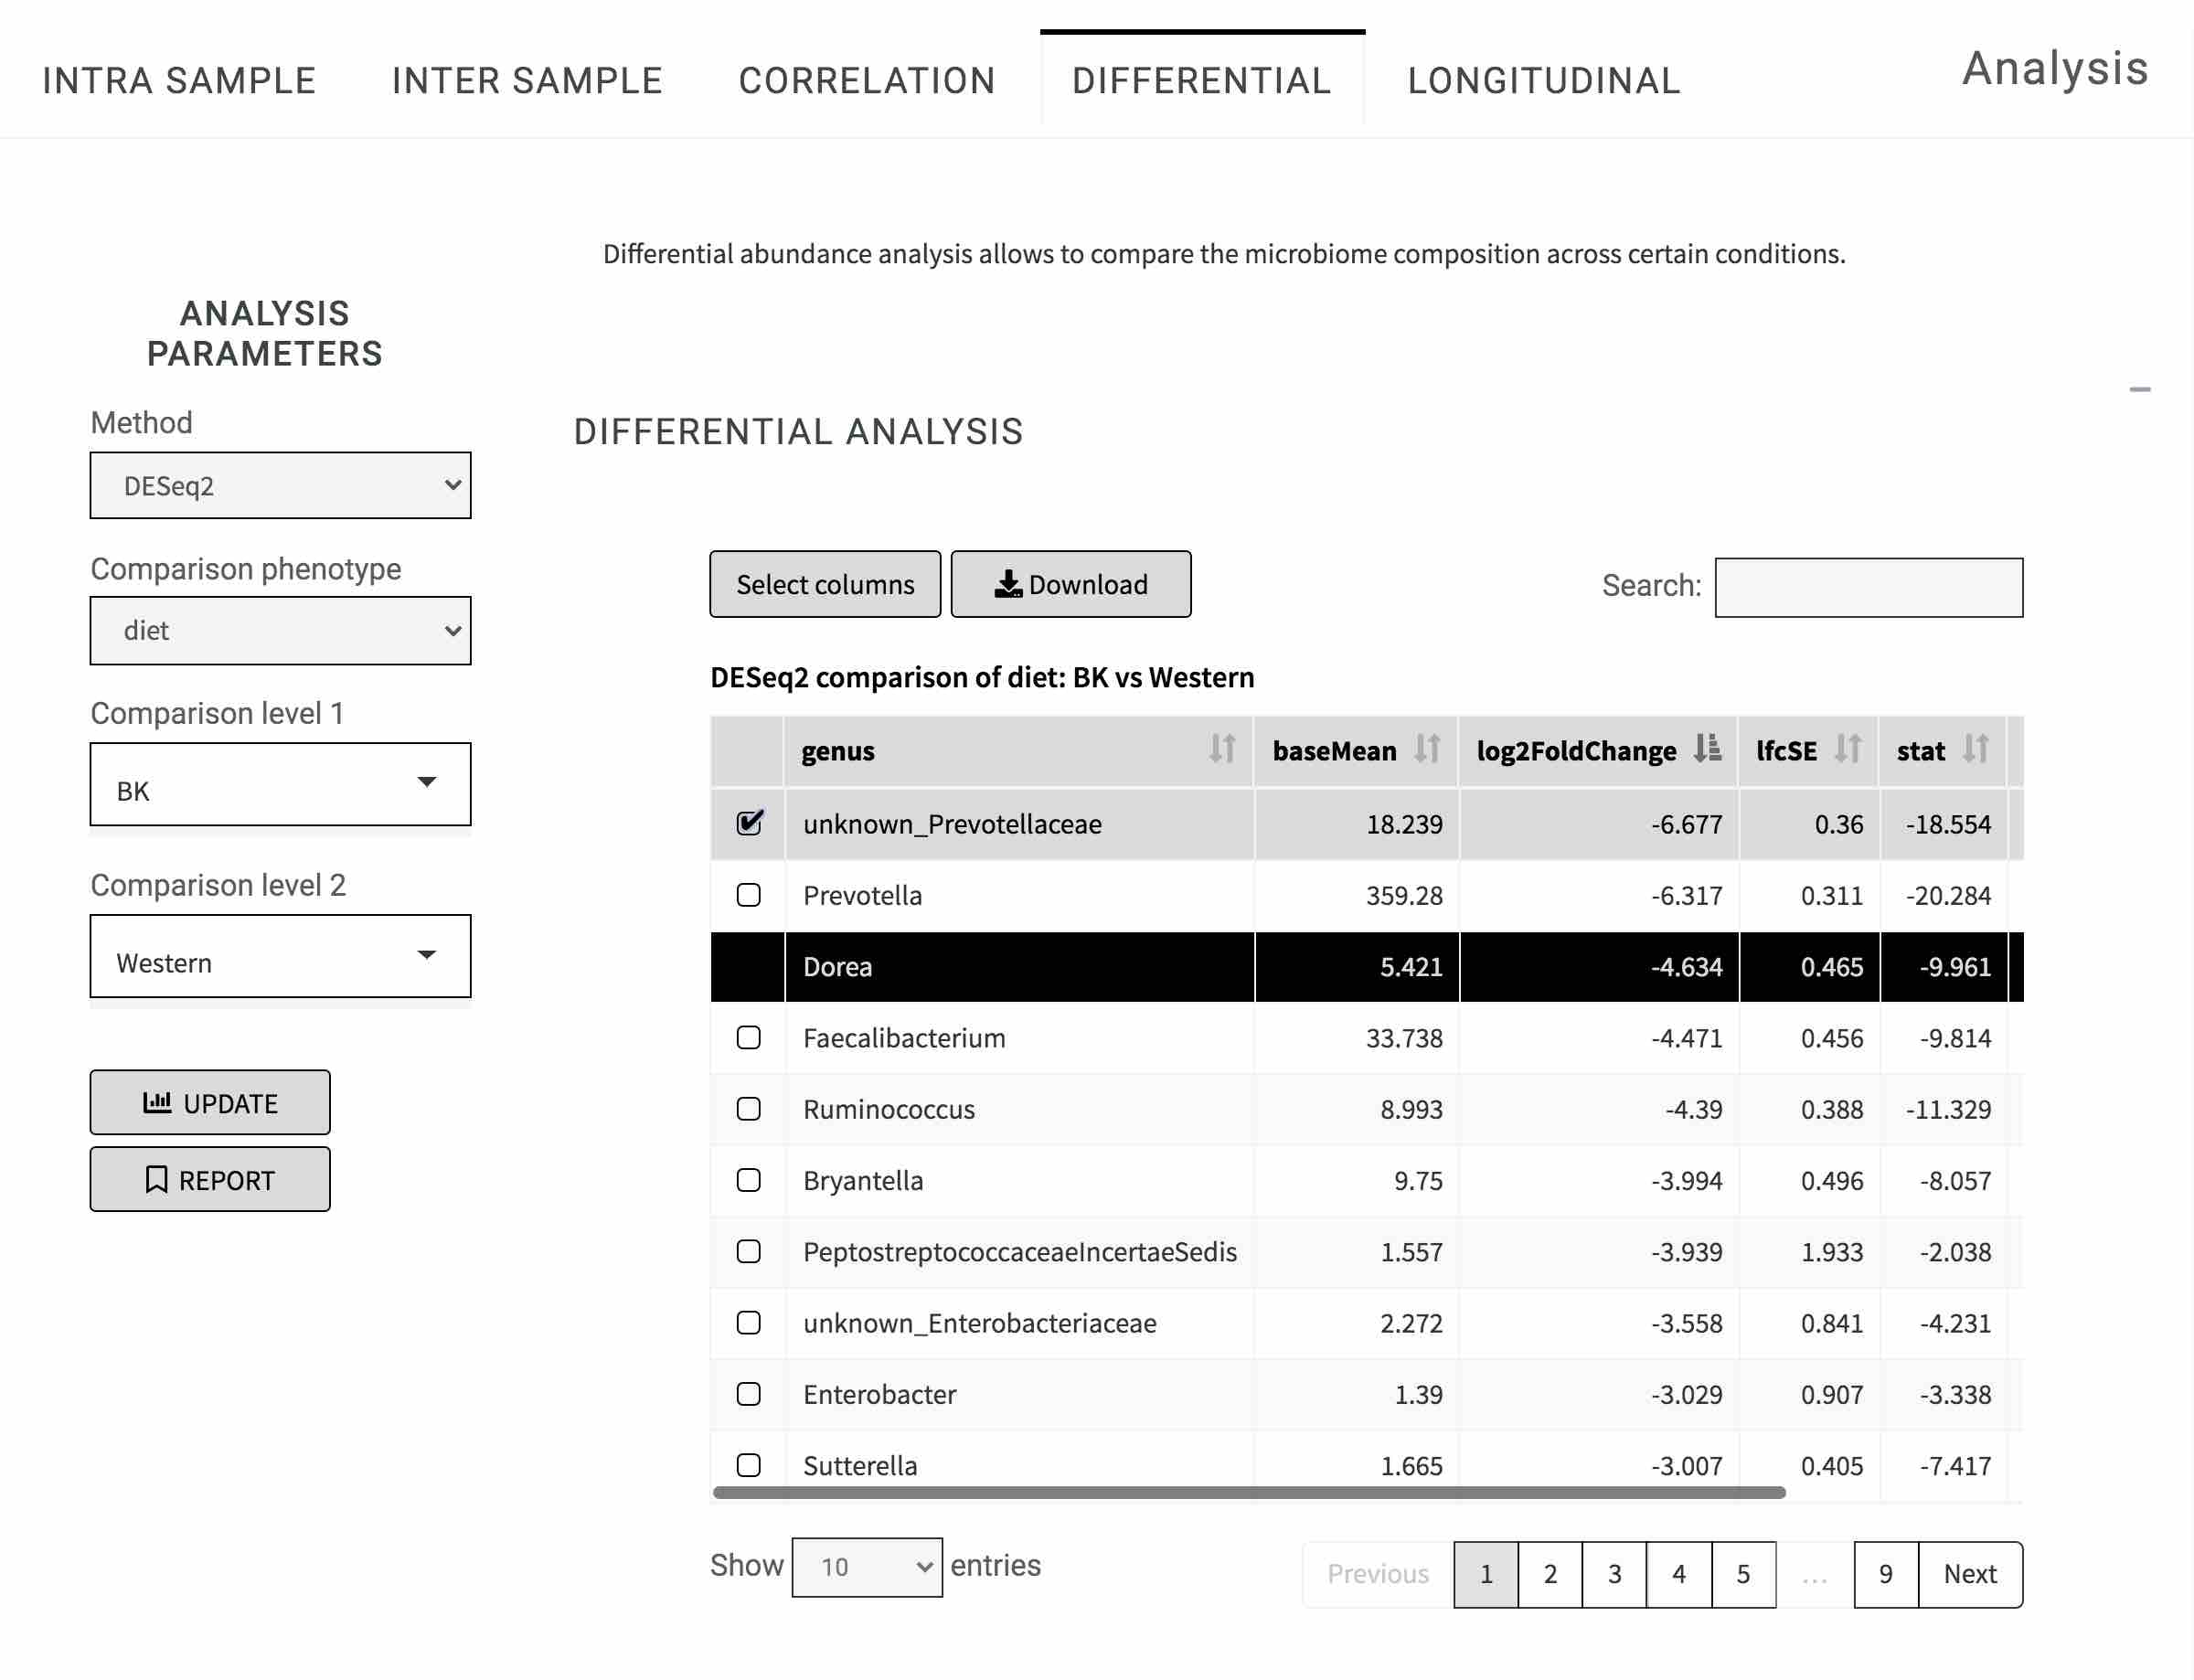 INTRA SAMPLE INTER SAMPLE CORRELATION DIFFERENTIAL LONGITUDINAL Analysis
Differential abundance analysis allows to compare the microbiome composition across certain conditions.
ANALYSIS
PARAMETERS
Method
DESeq2
Comparison phenotype
diet
Comparison level 1
BK
Comparison level 2
Western
UPDATE
REPORT
DIFFERENTIAL ANALYSIS
Select columns Download Search:
DESeq2 comparison of diet: BK vs Western
genus baseMean log2FoldChange lfcSE stat
unknown_Prevotellaceae 18.239 -6.677 0.36 -18.554
Prevotella 359.28 -6.317 0.311 -20.284
Dorea 5.421 -4.634 0.465 -9.961
Faecalibacterium 33.738 -4.471 0.456 -9.814
Ruminococcus 8.993 -4.39 0.388 -11.329
Bryantella 9.75 -3.994 0.496 -8.057
PeptostreptococcaceaeIncertaeSedis 1.557 -3.939 1.933 -2.038
unknown_Enterobacteriaceae 2.272 -3.558 0.841 -4.231
Enterobacter 1.39 -3.029 0.907 -3.338
Sutterella 1.665 -3.007 0.405 -7.417
Show 10 entries Previous 1 2 3 4 5 ... 9 Next